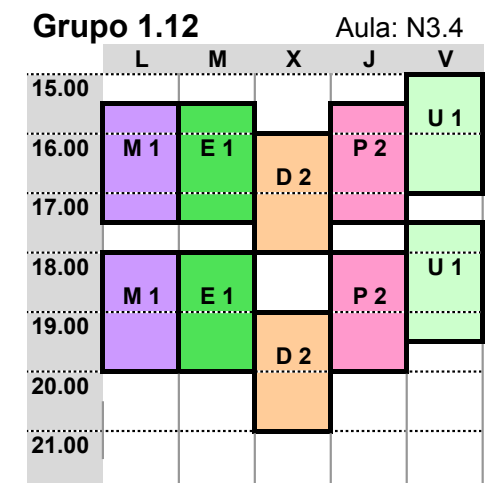 Grupo 1.12 Aula: N3.4
L M X J V
15.00
U 1
16.00 M 1 E 1 P 2
D 2
17.00
18.00 U 1
M 1 E 1 P 2
19.00
D 2
20.00
21.00